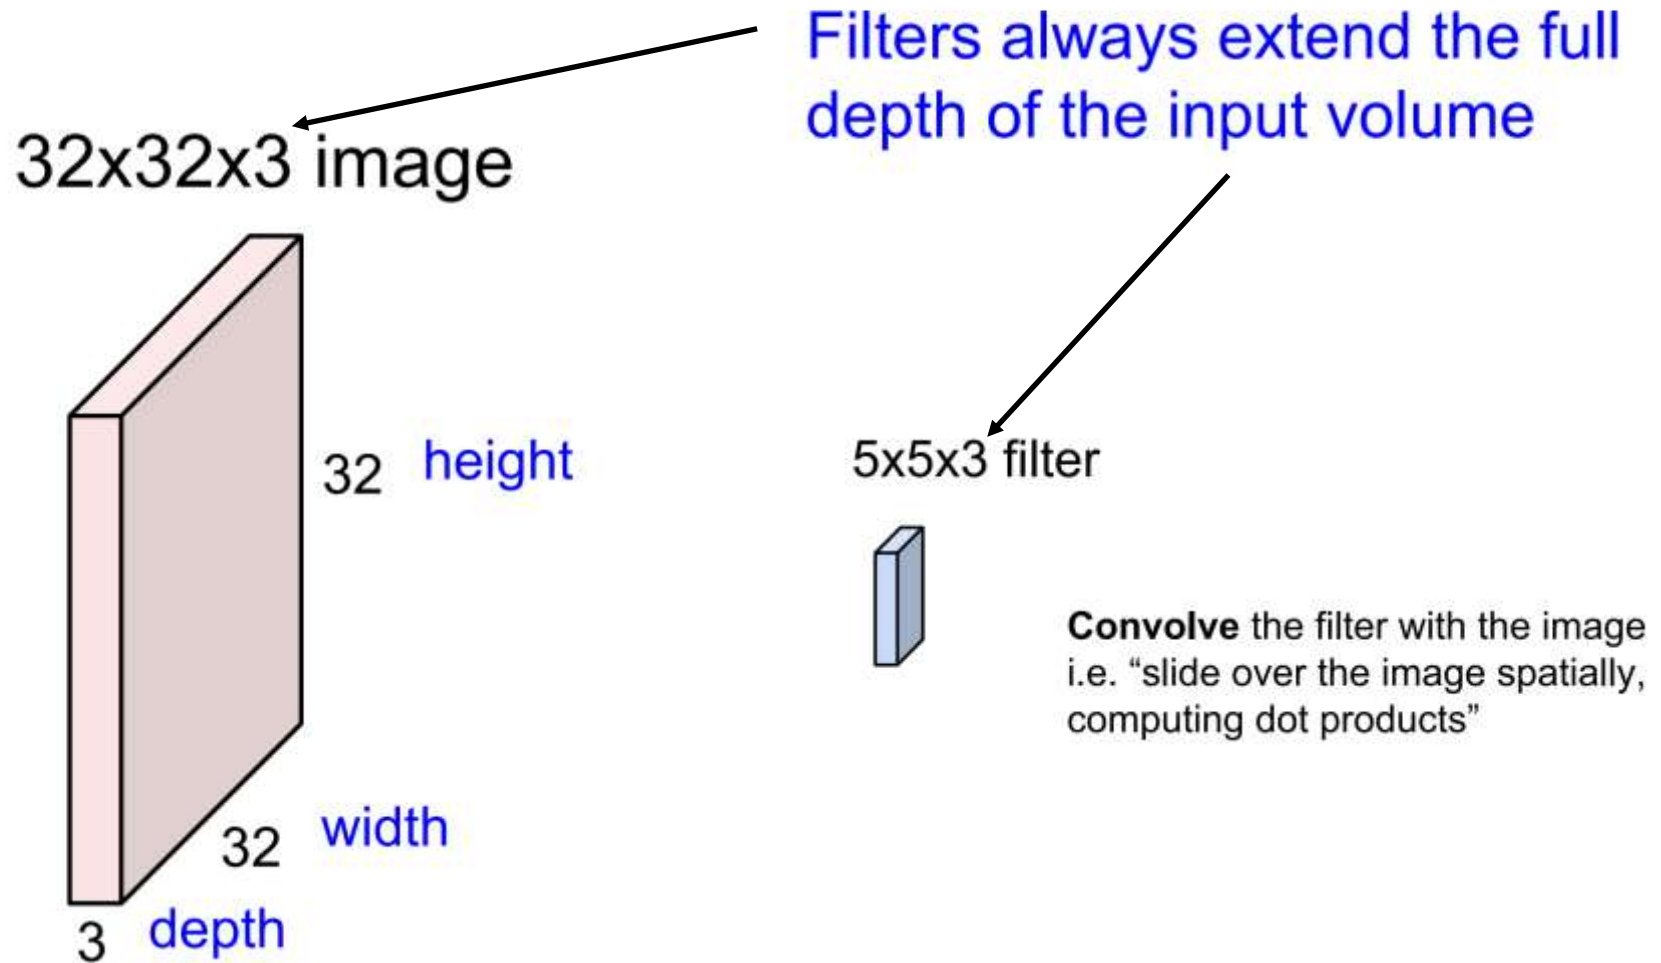 Filters always extend the full
depth of the input volume
32x32x3 image
32 height
5x5x3 filter
Convolve the filter with the image
i.e. “slide over the image spatially,
computing dot products”
32 width
3 depth